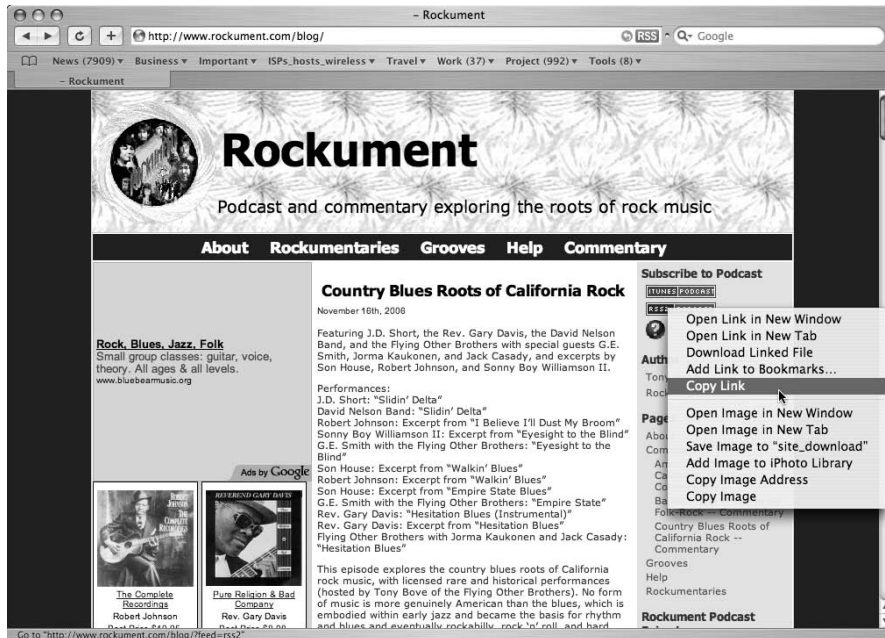 – Rockument
http://www.rockument.com/blog/
RSS
Google
News (7909) Business Important ISPs_hosts_wireless Travel Work (37) Project (992) Tools (8)
– Rockument
Rockument
Podcast and commentary exploring the roots of rock music
About Rockumentaries Grooves Help Commentary
Rock, Blues, Jazz, Folk
Small group classes: guitar, voice,
theory. All ages & all levels.
www.bluebearmusic.org
Ads by Google
ROBERT
JOHNSON
THE
COMPLETE
RECORDINGS
The Complete
Recordings
Robert Johnson
REVEREND GARY DAVIS
Pure Religion & Bad
Company
Rev. Gary Davis
Country Blues Roots of California Rock
November 16th, 2006
Featuring J.D. Short, the Rev. Gary Davis, the David Nelson
Band, and the Flying Other Brothers with special guests G.E.
Smith, Jorma Kaukonen, and Jack Casady, and excerpts by
Son House, Robert Johnson, and Sonny Boy Williamson II.
Performances:
J.D. Short: “Slidin’ Delta”
David Nelson Band: “Slidin’ Delta”
Robert Johnson: Excerpt from “I Believe I’ll Dust My Broom”
Sonny Boy Williamson II: Excerpt from “Eyesight to the Blind”
G.E. Smith with the Flying Other Brothers: “Eyesight to the
Blind”
Son House: Excerpt from “Walkin’ Blues”
Robert Johnson: Excerpt from “Walkin’ Blues”
Son House: Excerpt from “Empire State Blues”
G.E. Smith with the Flying Other Brothers: “Empire State”
Rev. Gary Davis: “Hesitation Blues (Instrumental)”
Rev. Gary Davis: Excerpt from “Hesitation Blues”
Flying Other Brothers with Jorma Kaukonen and Jack Casady:
“Hesitation Blues”
This episode explores the country blues roots of California
rock music, with licensed rare and historical performances
(hosted by Tony Bove of the Flying Other Brothers). No form
of music is more genuinely American than the blues, which is
embodied within early jazz and became the basis for rhythm
and blues and eventually rockabilly, rock ‘n’ roll, and hard
Subscribe to Podcast
ITUNES PODCAST
Open Link in New Window
Open Link in New Tab
Download Linked File
Add Link to Bookmarks...
Copy Link
Open Image in New Window
Open Image in New Tab
Save Image to “site_download”
Add Image to iPhoto Library
Copy Image Address
Copy Image
Folk-Rock -- Commentary
Country Blues Roots of
California Rock --
Commentary
Grooves
Help
Rockumentaries
Rockument Podcast
Go to "http://www.rockument.com/blog/?feed=rss2"